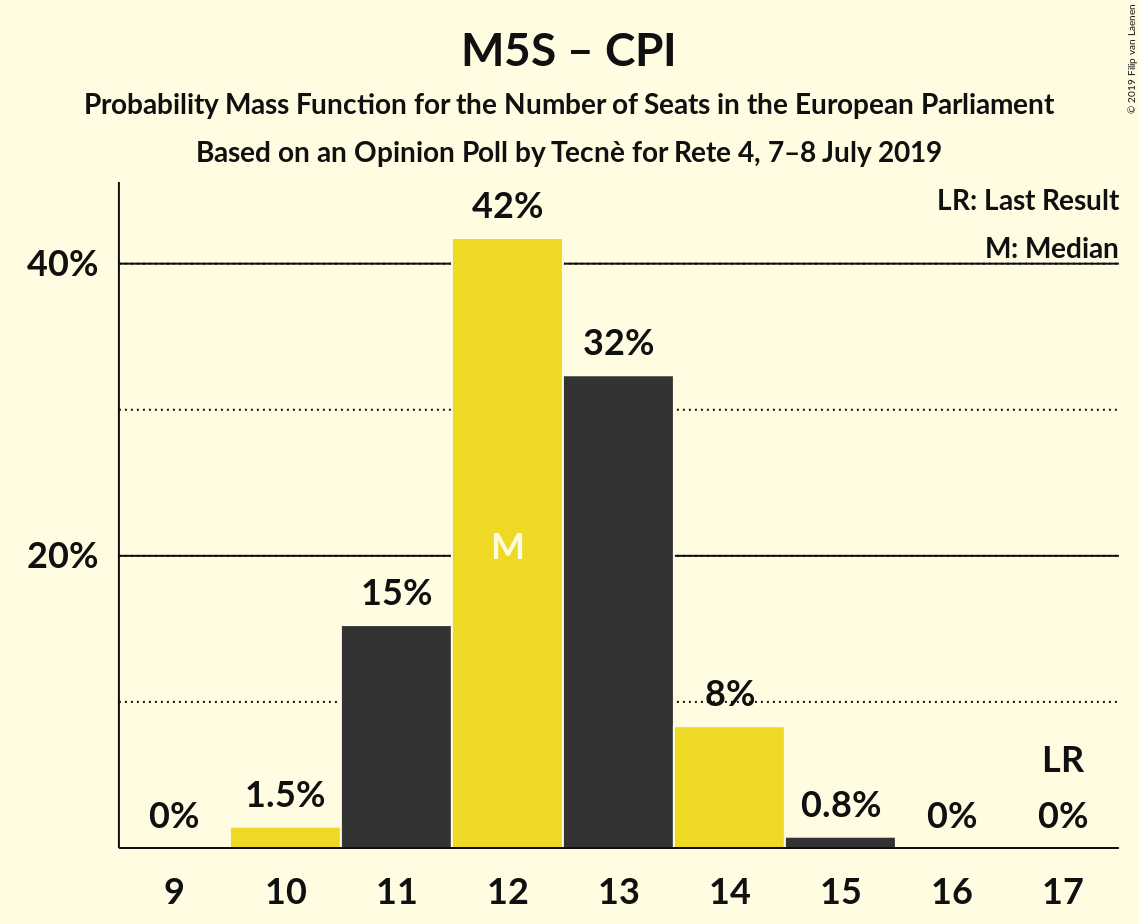 M5S – CPI
Probability Mass Function for the Number of Seats in the European Parliament
Based on an Opinion Poll by Tecnè for Rete 4, 7–8 July 2019
© 2019 Filip van Laenen
LR: Last Result
M: Median
40%
20%
0%
1.5%
15%
42%
M
32%
8%
0.8%
0%
LR
0%
9
10
11
12
13
14
15
16
17